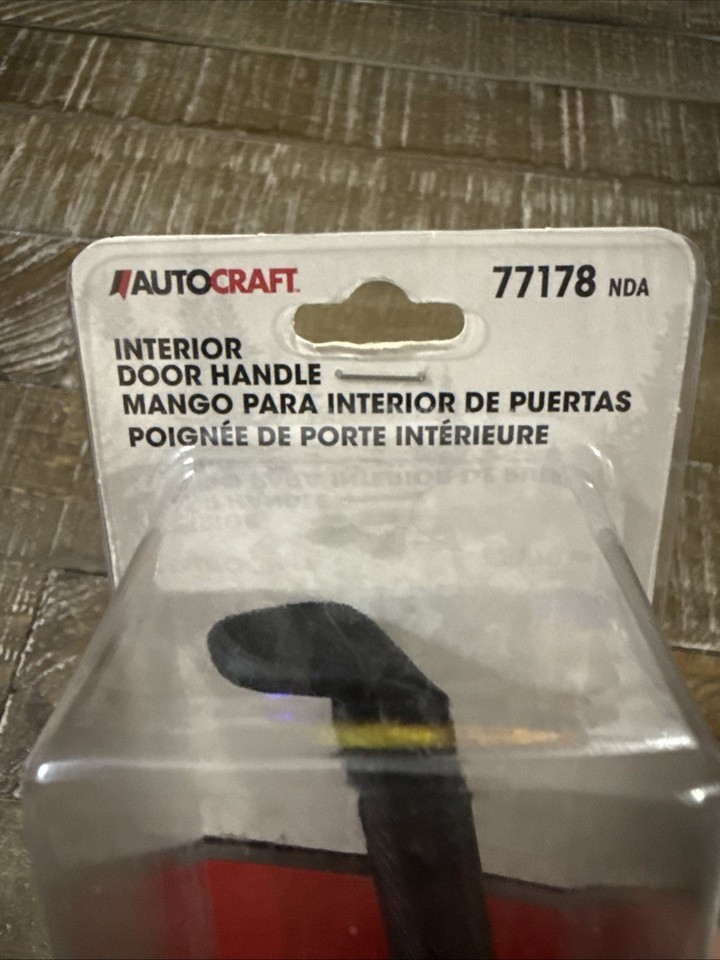 AUTOCRAFT
77178 NDA
INTERIOR
DOOR HANDLE
MANGO PARA INTERIOR DE PUERTAS
POIGNÉE DE PORTE INTÉRIEURE